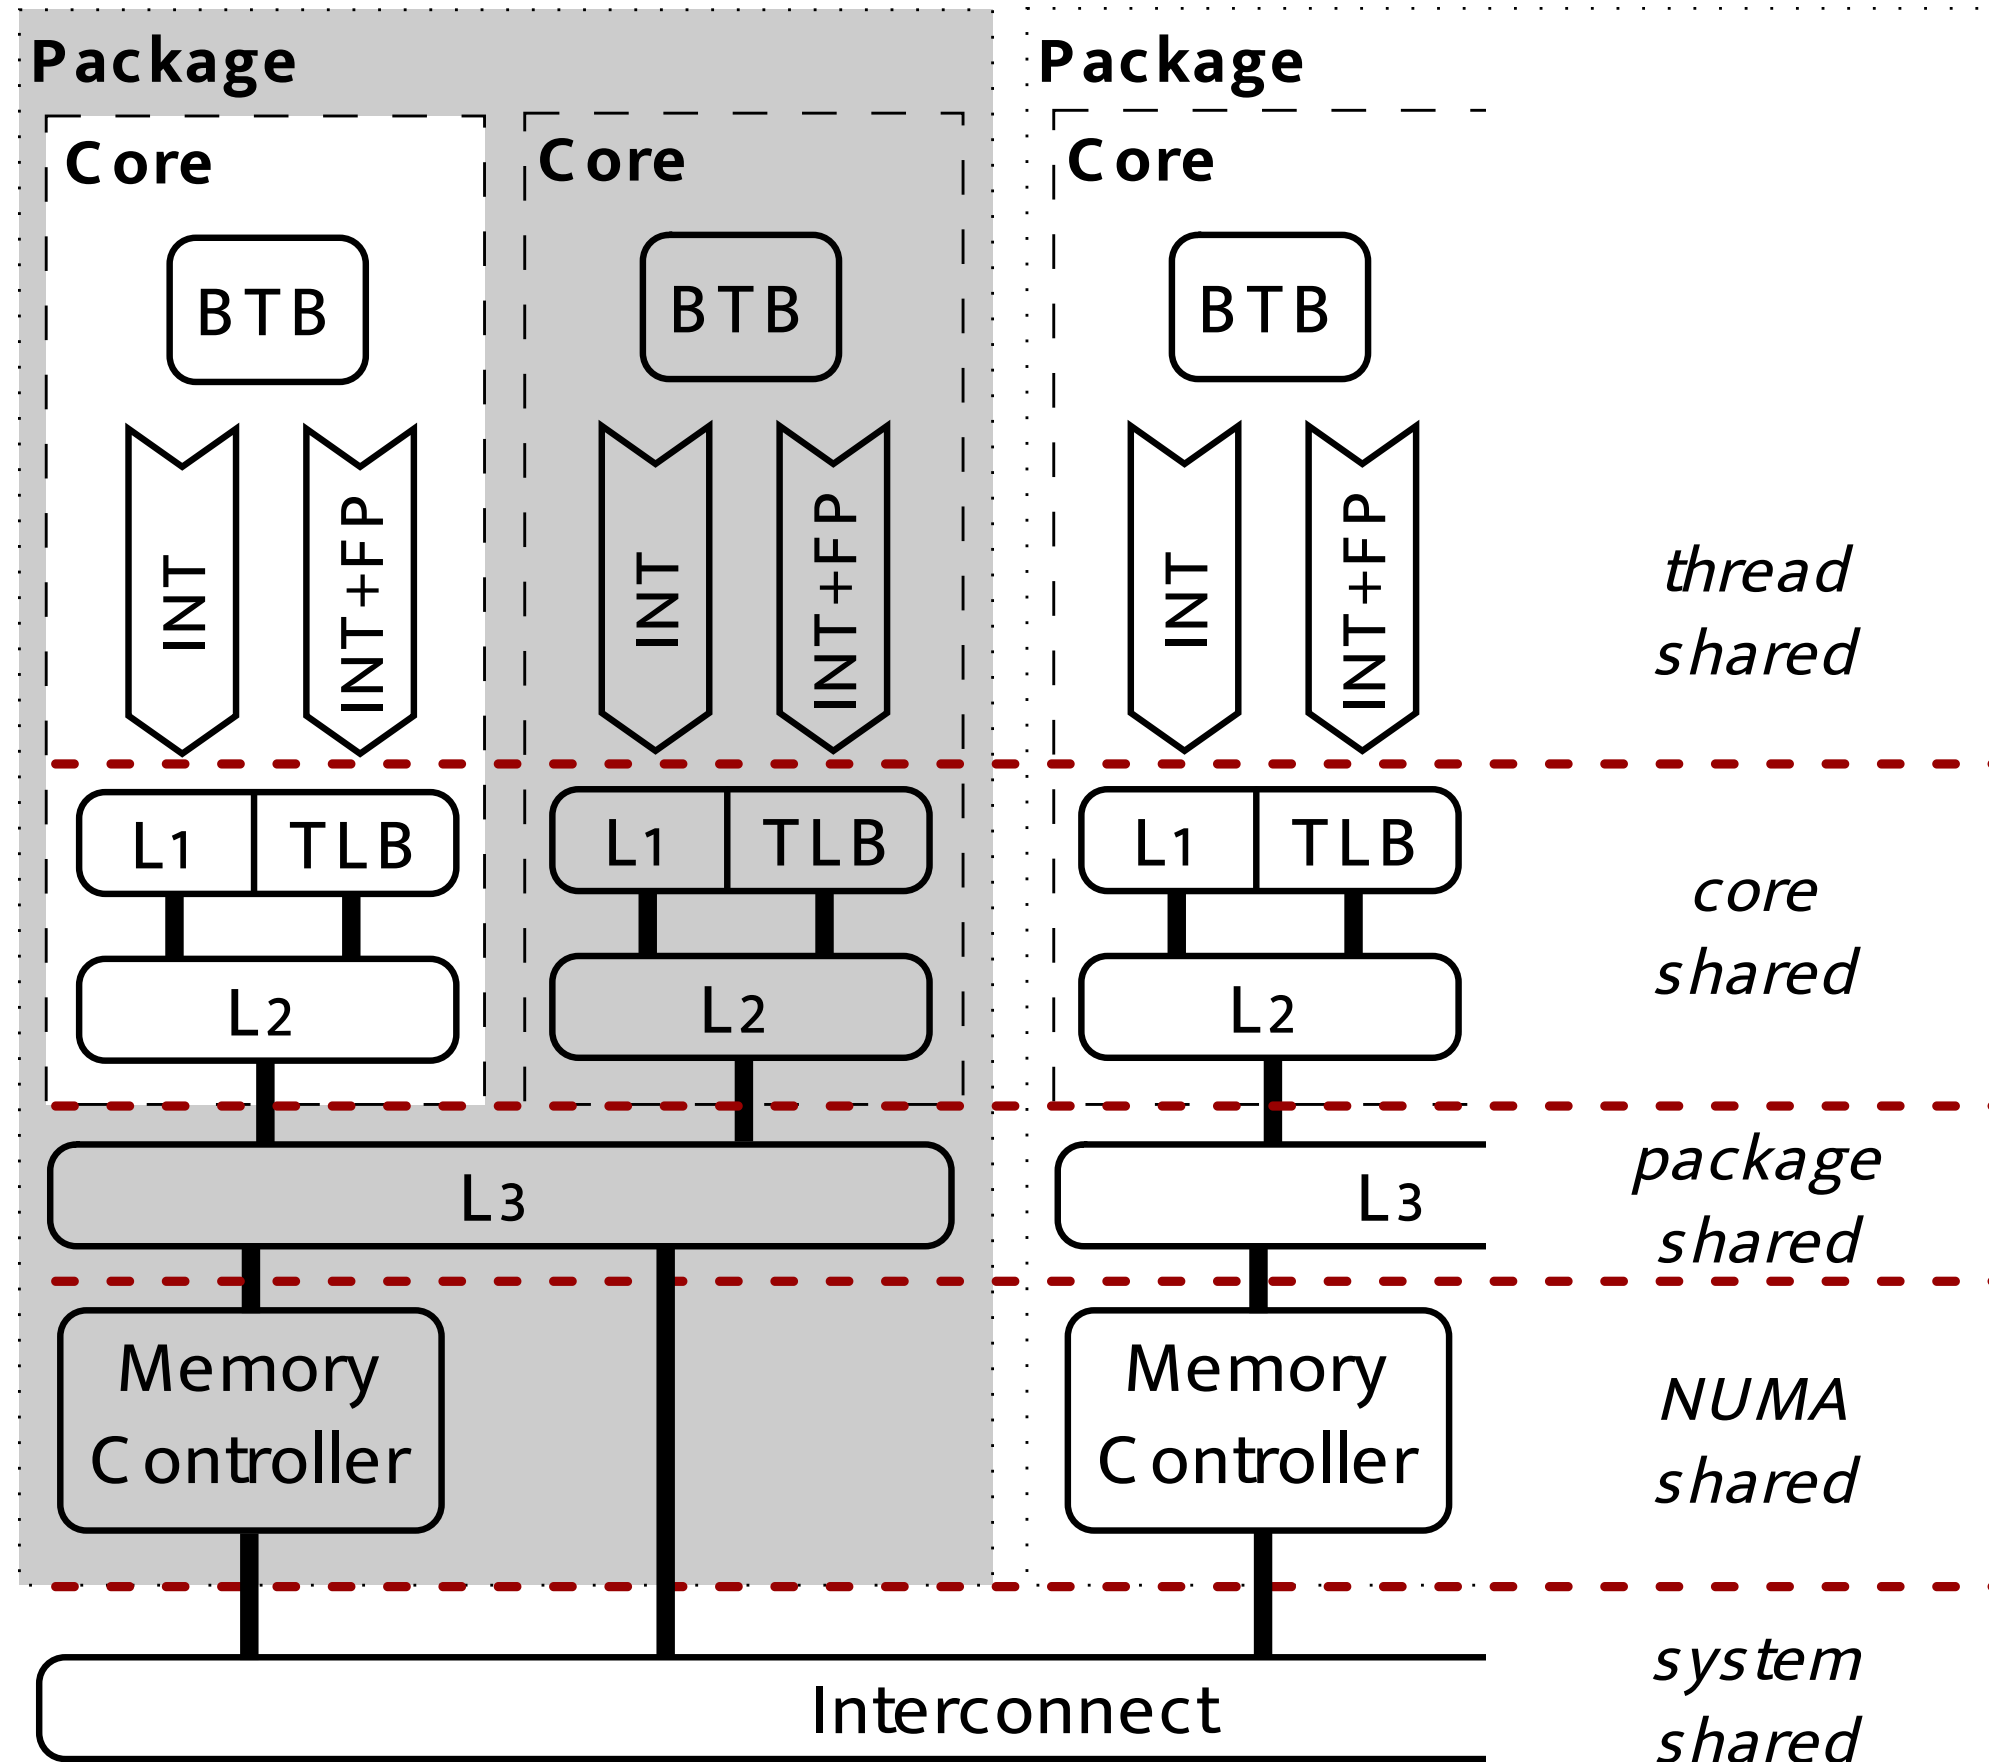 Package
Package
Core
Core
Core
BTB
BTB
BTB
INT
INT+FP
INT
INT+FP
INT
INT+FP
thread
shared
L1
TLB
L1
TLB
L1
TLB
core
shared
L2
L2
L2
package
shared
L3
L3
Memory
Controller
Memory
Controller
NUMA
shared
system
shared
Interconnect